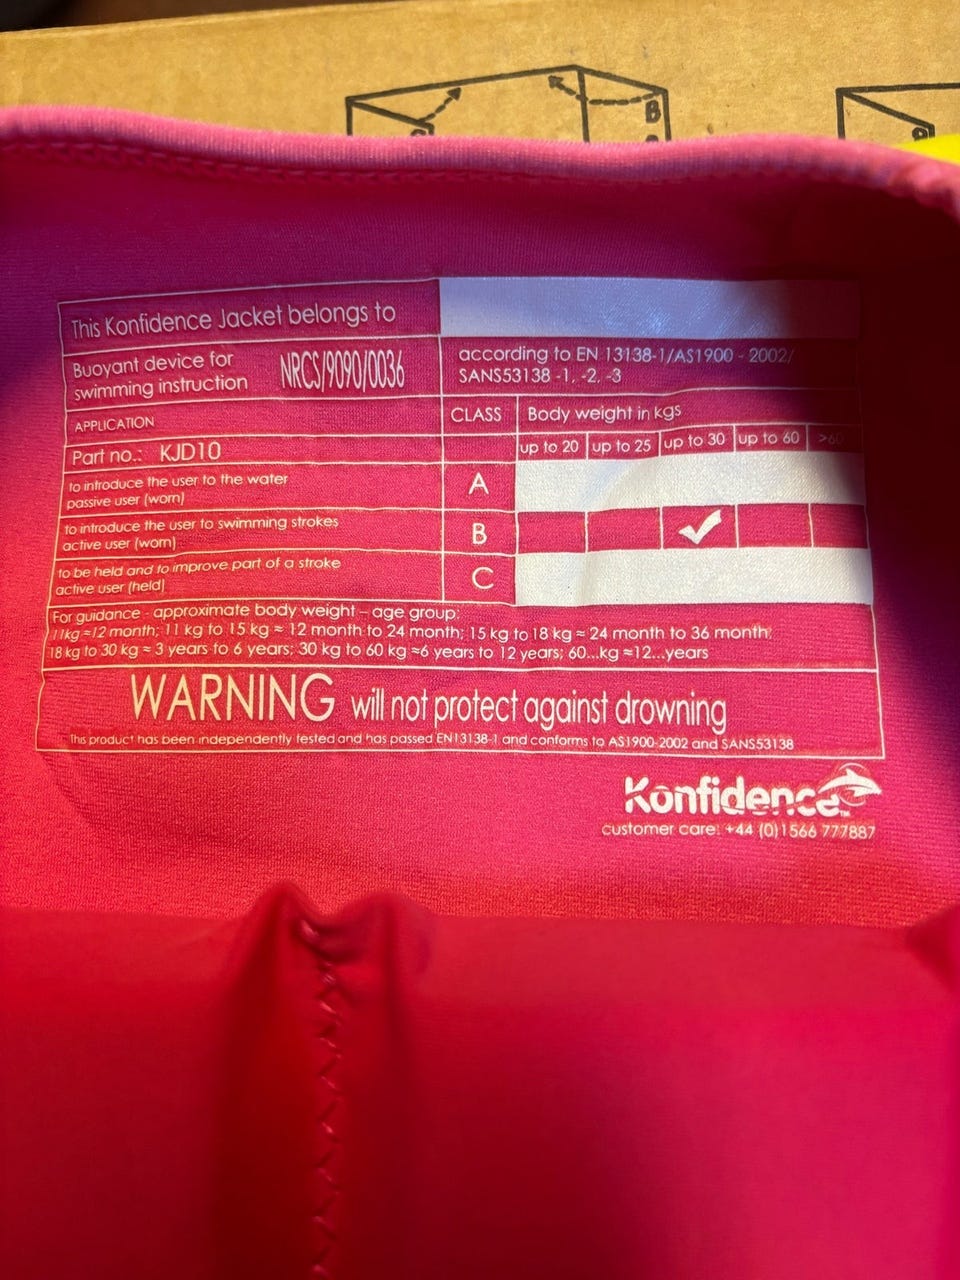 B
This Konfidence Jacket belongs to
Buoyant device for
swimming instruction
NRCS/9090/0036
according to EN 13138-1/AS1900 - 2002/
SANS53138 -1, -2, -3
APPLICATION
CLASS
Body weight in kgs
Part no.: KJD10
up to 20 up to 25 up to 30 up to 60 >60
to introduce the user to the water
passive user (worn)
A
to introduce the user to swimming strokes
active user (worn)
B
to be held and to improve part of a stroke
active user (held)
C
For guidance - approximate body weight – age group:
11kg ≈12 month; 11 kg to 15 kg ≈ 12 month to 24 month; 15 kg to 18 kg ≈ 24 month to 36 month;
18 kg to 30 kg ≈ 3 years to 6 years; 30 kg to 60 kg ≈6 years to 12 years; 60...kg ≈12...years
WARNING will not protect against drowning
This product has been independently tested and has passed EN13138-1 and conforms to AS1900-2002 and SANS53138
Konfidence™
customer care: +44 (0)1566 777887